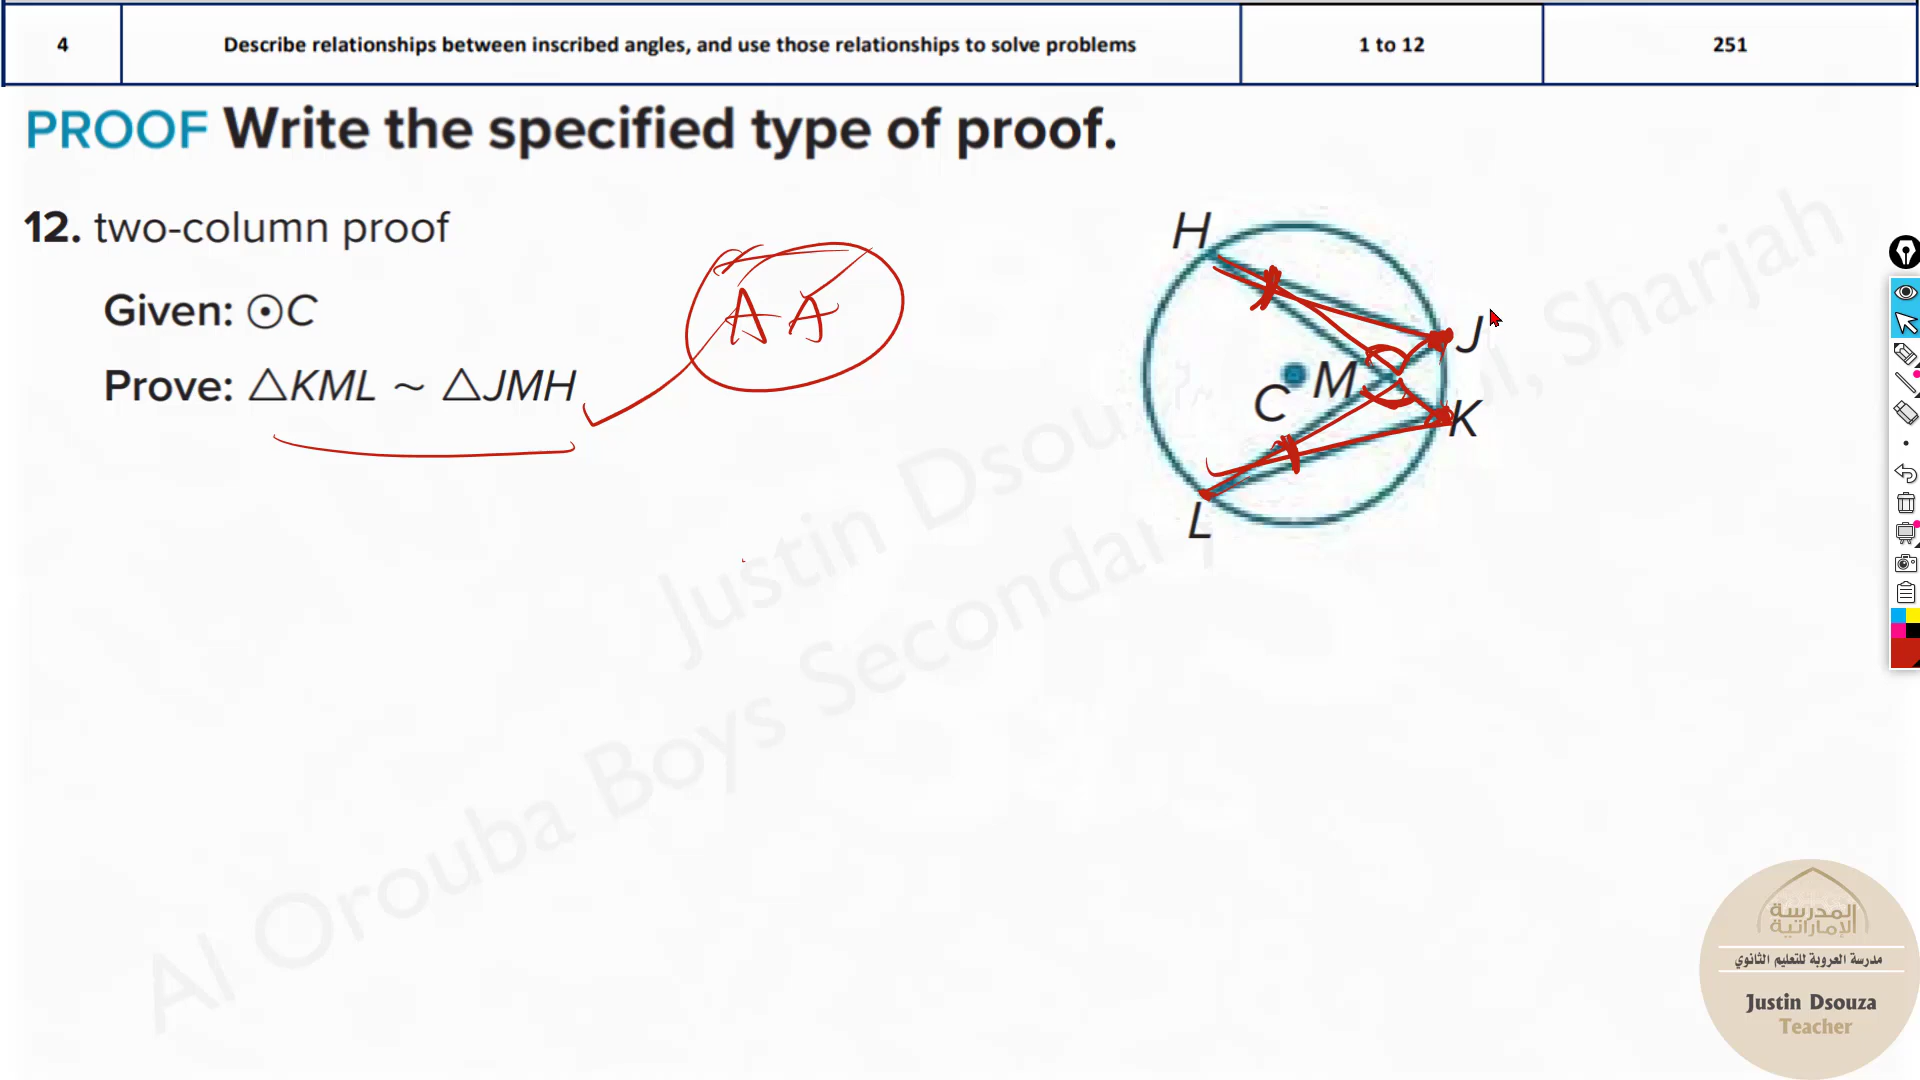 4 Describe relationships between inscribed angles, and use those relationships to solve problems 1 to 12 251
PROOF Write the specified type of proof.
12. two-column proof
Given: ⊙C
Prove: △KML ~ △JMH
A A
H
J
C M
K
L
Justin Dsou
l, Sharjah
Al Orouba Boys Secondary
المدرسة
الإماراتية
مدرسة العروبة للتعليم الثانوي
Justin Dsouza
Teacher